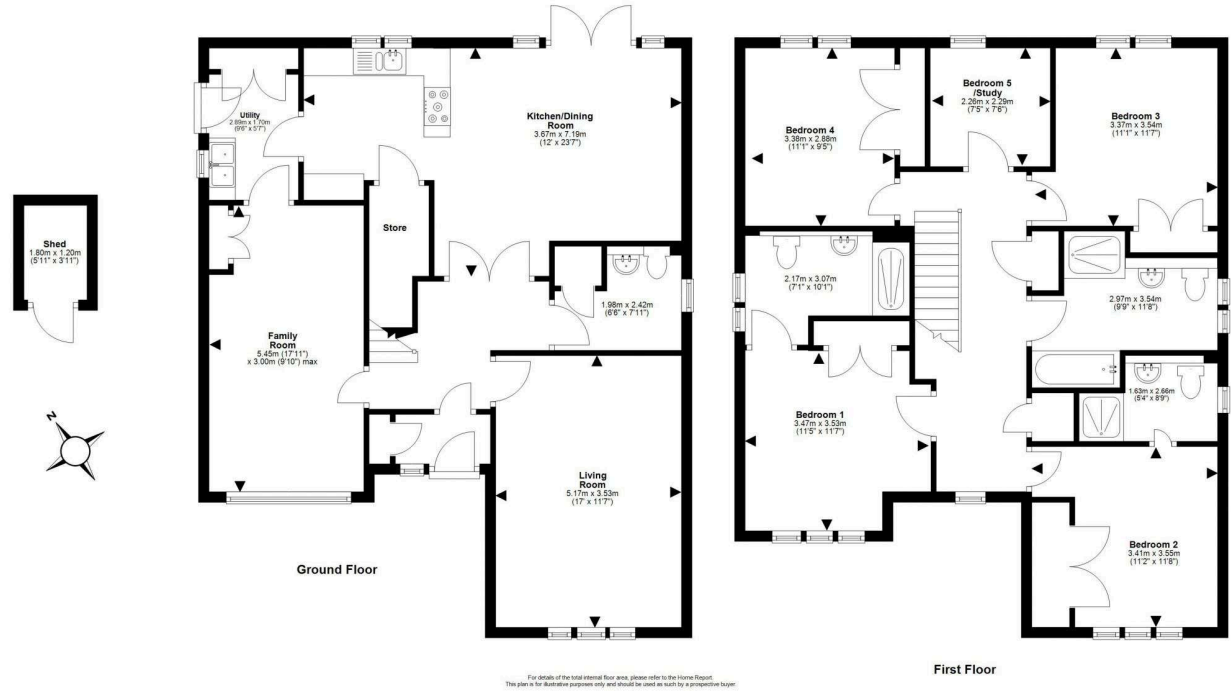 Utility
2.89m x 1.70m
(9'6" x 5'7")
Kitchen/Dining
Room
3.67m x 7.19m
(12' x 23'7")
Store
Shed
1.80m x 1.20m
(5'11" x 3'11")
1.98m x 2.42m
(6'6" x 7'11")
Family
Room
5.45m (17'11")
x 3.00m (9'10") max
N
Living
Room
5.17m x 3.53m
(17' x 11'7")
Ground Floor
Bedroom 4
3.38m x 2.88m
(11'1" x 9'5")
Bedroom 5
/Study
2.26m x 2.29m
(7'5" x 7'6")
Bedroom 3
3.37m x 3.54m
(11'1" x 11'7")
2.17m x 3.07m
(7'1" x 10'1")
2.97m x 3.54m
(9'9" x 11'8")
1.63m x 2.66m
(5'4" x 8'9")
Bedroom 1
3.47m x 3.53m
(11'5" x 11'7")
Bedroom 2
3.41m x 3.55m
(11'2" x 11'8")
First Floor
For details of the total internal floor area, please refer to the Home Report.
This plan is for illustrative purposes only and should be used as such by a prospective buyer.